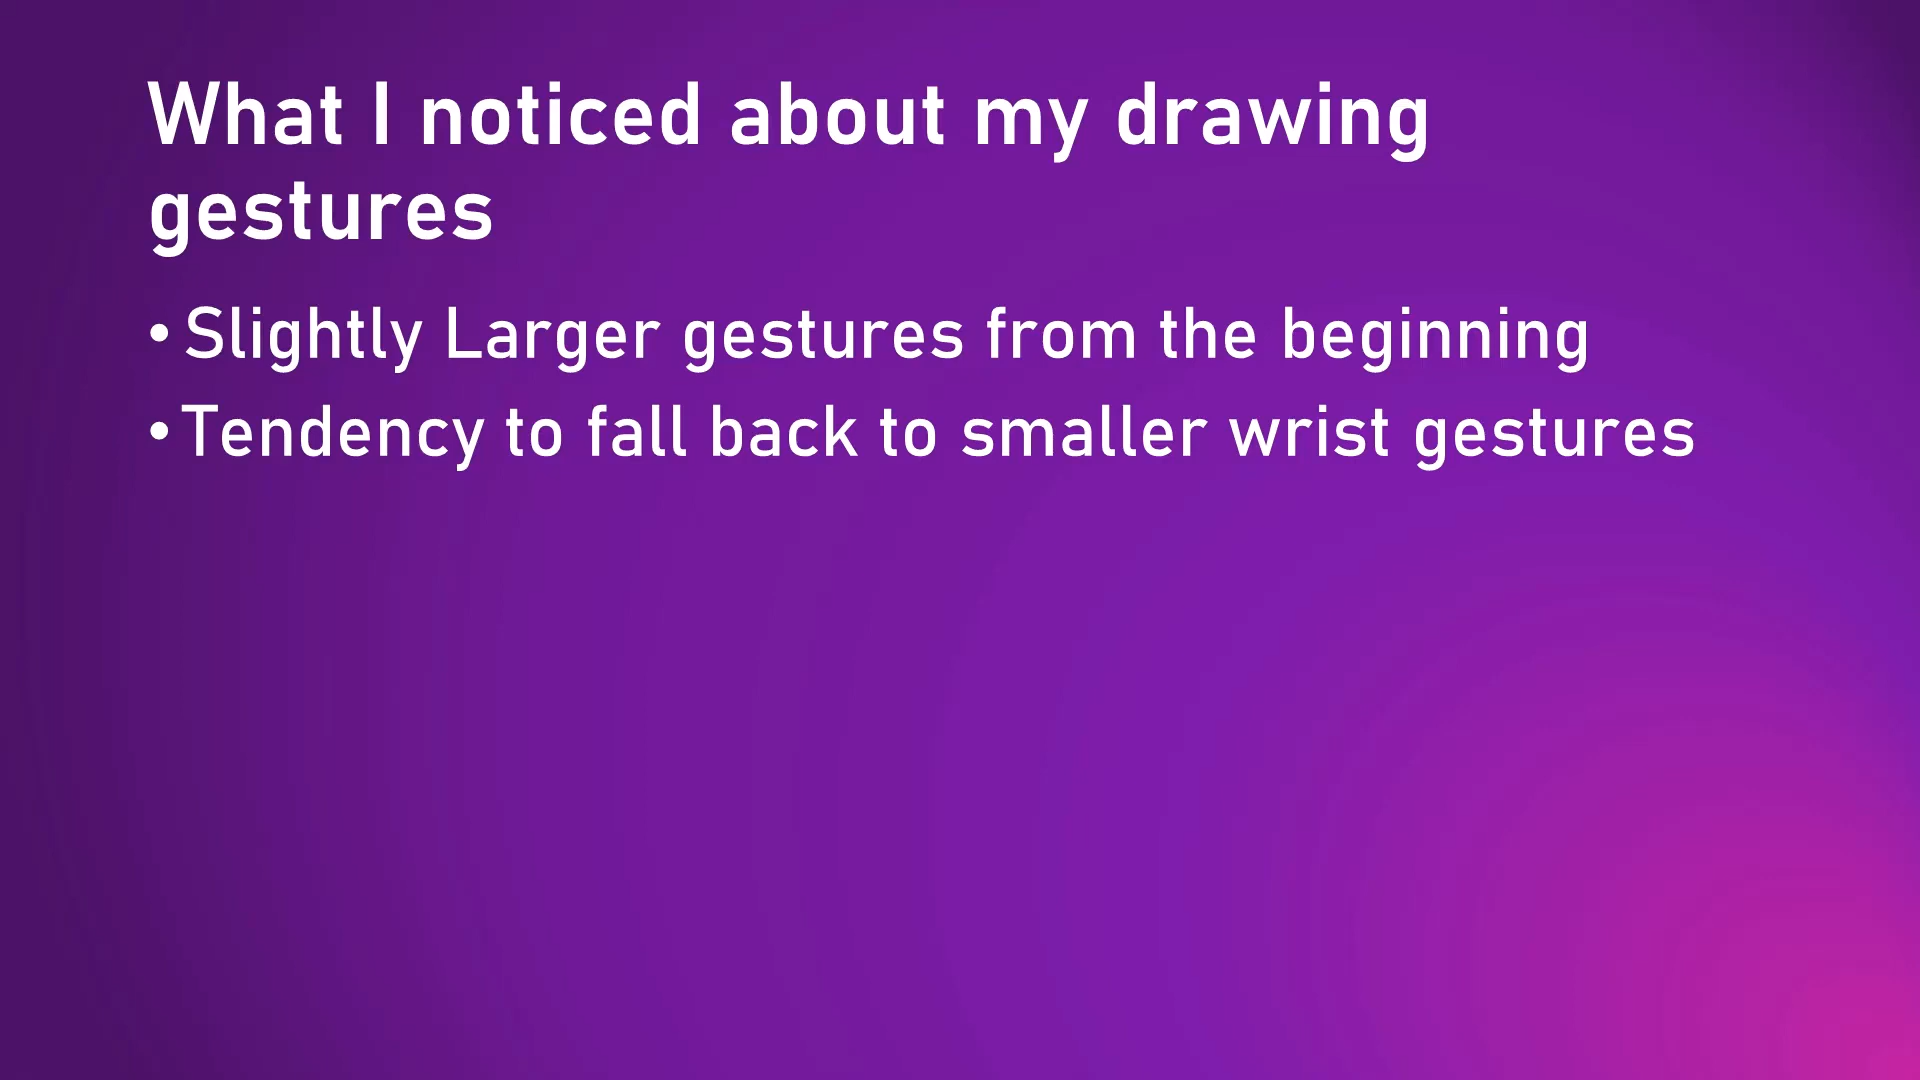 What I noticed about my drawing
gestures
• Slightly Larger gestures from the beginning
• Tendency to fall back to smaller wrist gestures